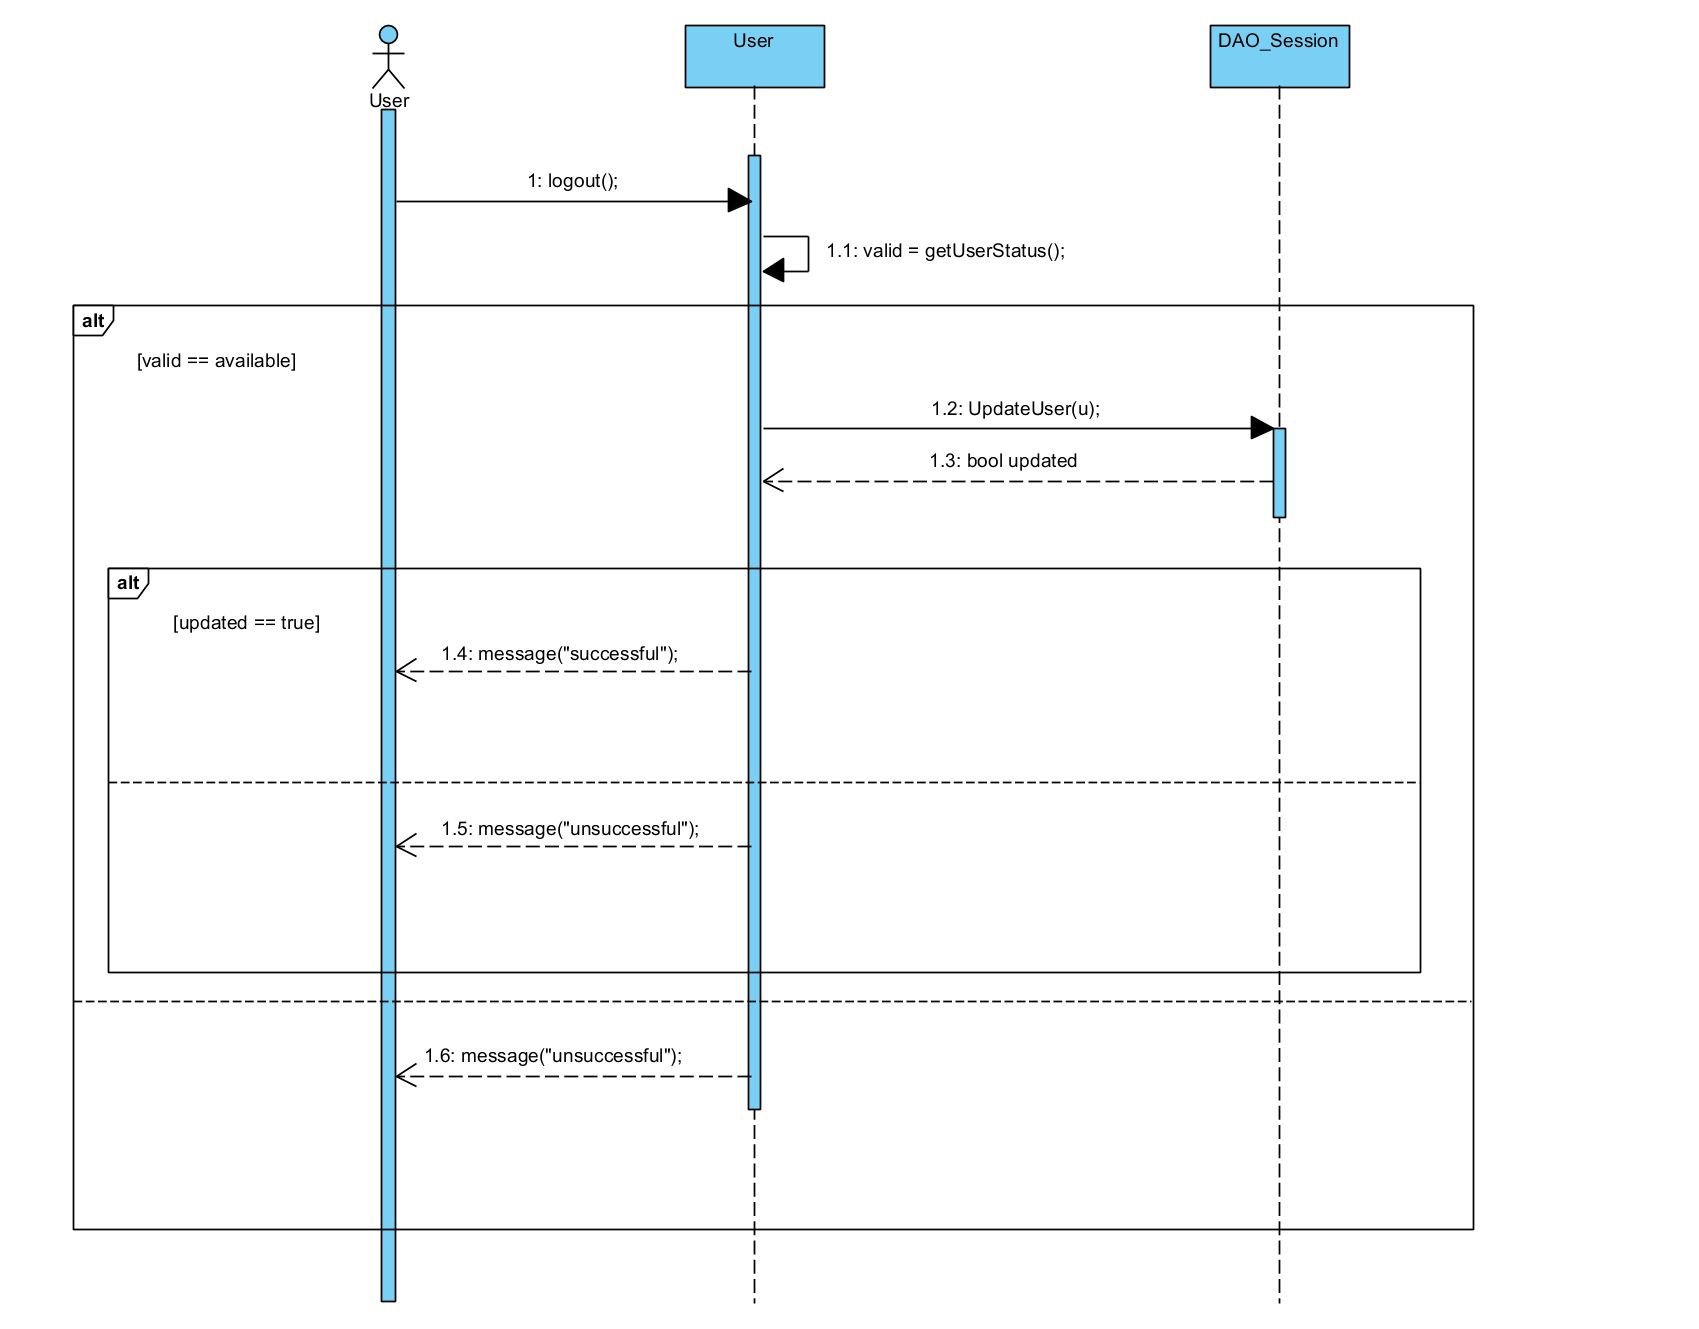 User
User
DAO_Session
1: logout();
1.1: valid = getUserStatus();
alt
[valid == available]
1.2: UpdateUser(u);
1.3: bool updated
alt
[updated == true]
1.4: message("successful");
1.5: message("unsuccessful");
1.6: message("unsuccessful");